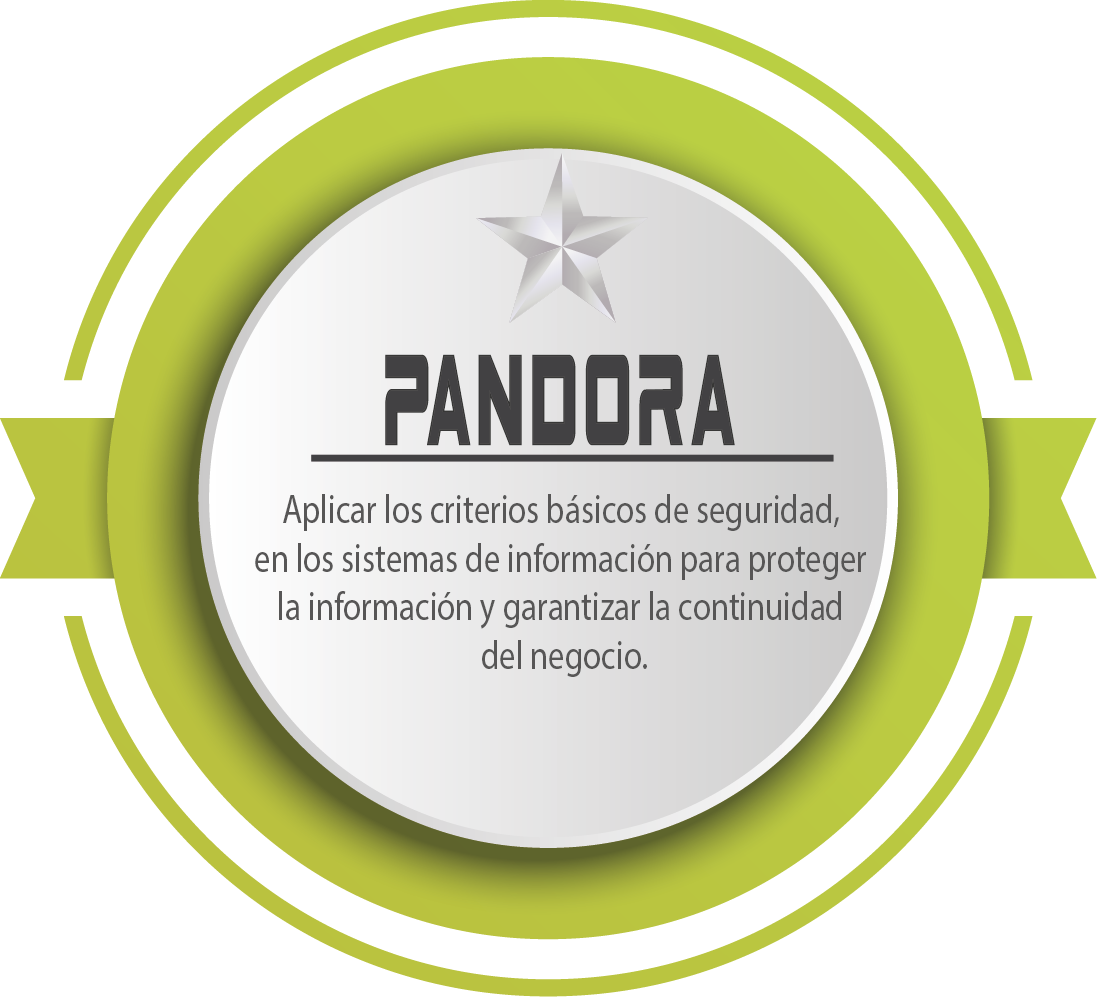 PANDORA
Aplicar los criterios básicos de seguridad,
en los sistemas de información para proteger
la información y garantizar la continuidad
del negocio.